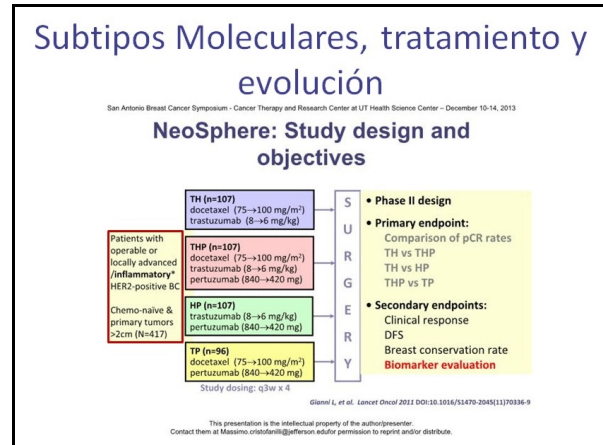 Subtipos Moleculares, tratamiento y
evolución
San Antonio Breast Cancer Symposium - Cancer Therapy and Research Center at UT Health Science Center – December 10-14, 2013
NeoSphere: Study design and
objectives
Patients with
operable or
locally advanced
/inflammatory*
HER2-positive BC
Chemo-naïve &
primary tumors
>2cm (N=417)
TH (n=107)
docetaxel (75→100 mg/m²)
trastuzumab (8→6 mg/kg)
THP (n=107)
docetaxel (75→100 mg/m²)
trastuzumab (8→6 mg/kg)
pertuzumab (840→420 mg)
HP (n=107)
trastuzumab (8→6 mg/kg)
pertuzumab (840→420 mg)
TP (n=96)
docetaxel (75→100 mg/m²)
pertuzumab (840→420 mg)
Study dosing: q3w x 4
S
U
R
G
E
R
Y
• Phase II design
• Primary endpoint:
Comparison of pCR rates
TH vs THP
TH vs HP
THP vs TP
• Secondary endpoints:
Clinical response
DFS
Breast conservation rate
Biomarker evaluation
Gianni L, et al. Lancet Oncol 2011 DOI:10.1016/S1470-2045(11)70336-9
This presentation is the intellectual property of the author/presenter.
Contact them at Massimo.cristofanilli@jefferson.edufor permission to reprint and/or distribute.